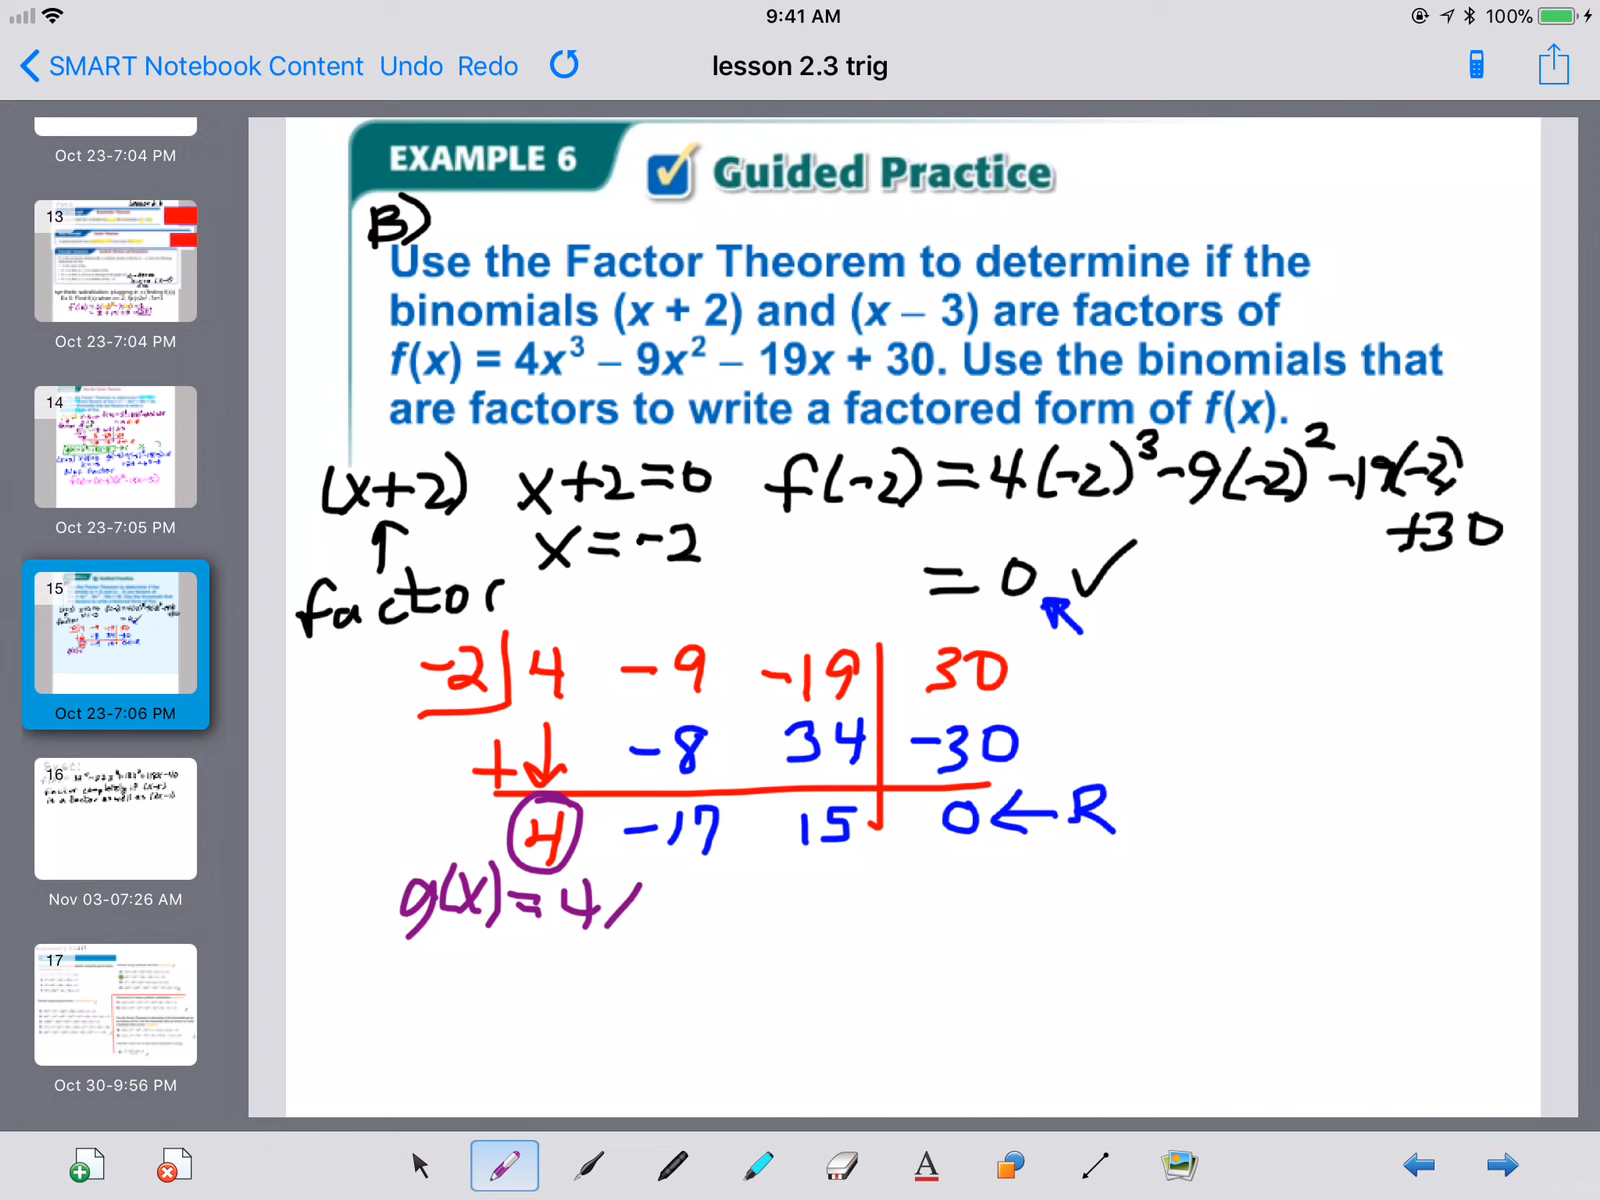 9:41 AM
100%
SMART Notebook Content Undo Redo
lesson 2.3 trig
Oct 23-7:04 PM
13
Oct 23-7:04 PM
14
Oct 23-7:05 PM
15
Oct 23-7:06 PM
16
factor completely if (x-5)
Nov 03-07:26 AM
17
Oct 30-9:56 PM
EXAMPLE 6
Guided Practice
B)
Use the Factor Theorem to determine if the
binomials (x + 2) and (x – 3) are factors of
f(x) = 4x³ – 9x² – 19x + 30. Use the binomials that
are factors to write a factored form of f(x).
(x+2) x+2=0 f(-2)=4(-2)³-9(-2)²-19(-2)
+30
↑ x=-2
factor = 0 ✓
-2 4 -9 -19 30
+↓ -8 34 -30
4 -17 15 0 ← R
g(x)=4
A